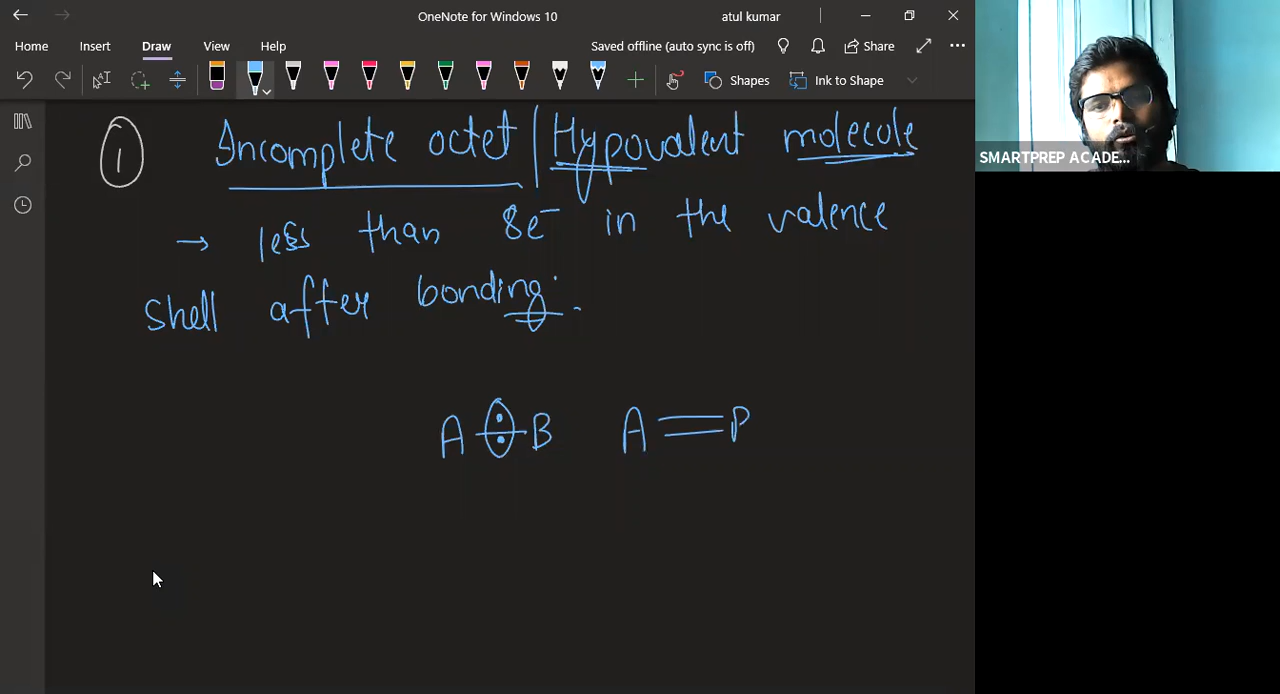 OneNote for Windows 10
atul kumar
Home Insert Draw View Help
Saved offline (auto sync is off)
Share
Shapes
Ink to Shape
① Incomplete octet | Hypovalent molecule
→ less than 8e⁻ in the valence
shell after bonding.
A : B A = P
SMARTPREP ACADE...